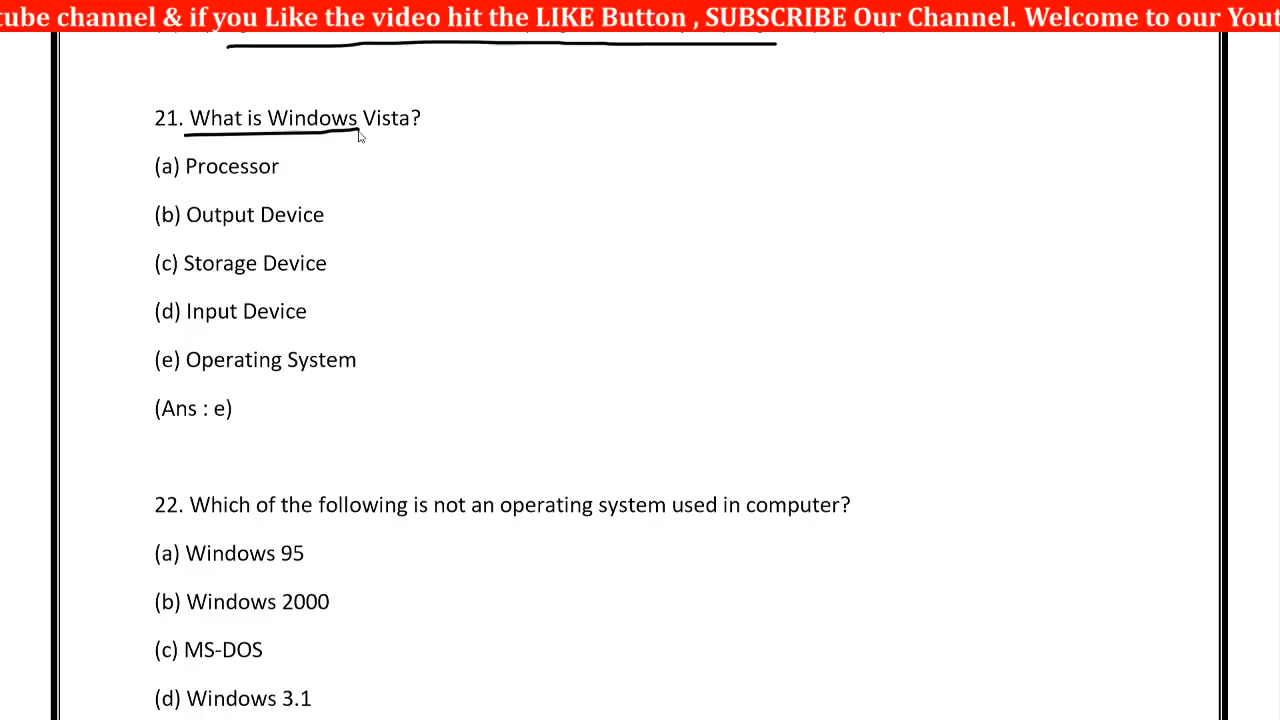 cube channel & if you Like the video hit the LIKE Button , SUBSCRIBE Our Channel. Welcome to our Yout
21. What is Windows Vista?
(a) Processor
(b) Output Device
(c) Storage Device
(d) Input Device
(e) Operating System
(Ans : e)
22. Which of the following is not an operating system used in computer?
(a) Windows 95
(b) Windows 2000
(c) MS-DOS
(d) Windows 3.1